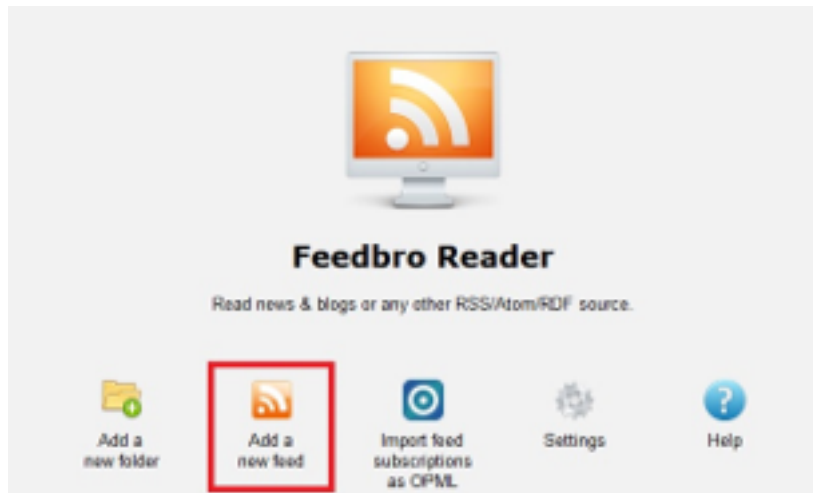 Feedbro Reader
Read news & blogs or any other RSS/Atom/RDF source.
Add a
new folder
Add a
new feed
Import feed
subscriptions
as OPML
Settings
Help